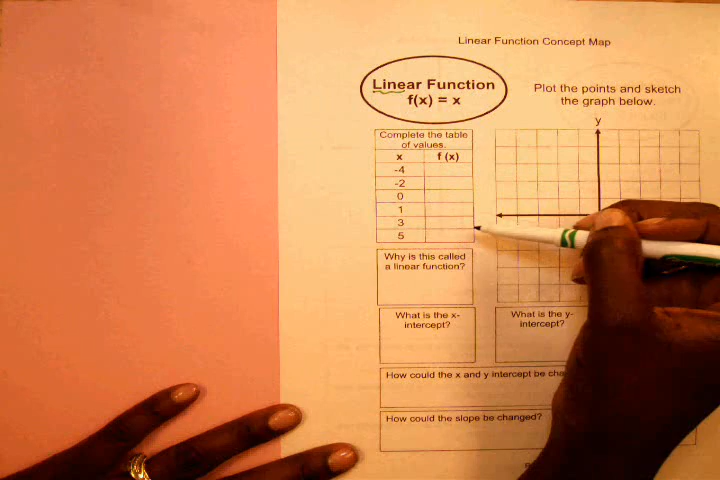 Linear Function Concept Map
Linear Function
f(x) = x
Plot the points and sketch
the graph below.
y
Complete the table
of values.
x f (x)
-4
-2
0
1
3
5
Why is this called
a linear function?
What is the x-
intercept?
What is the y-
intercept?
How could the x and y intercept be
How could the slope be changed?